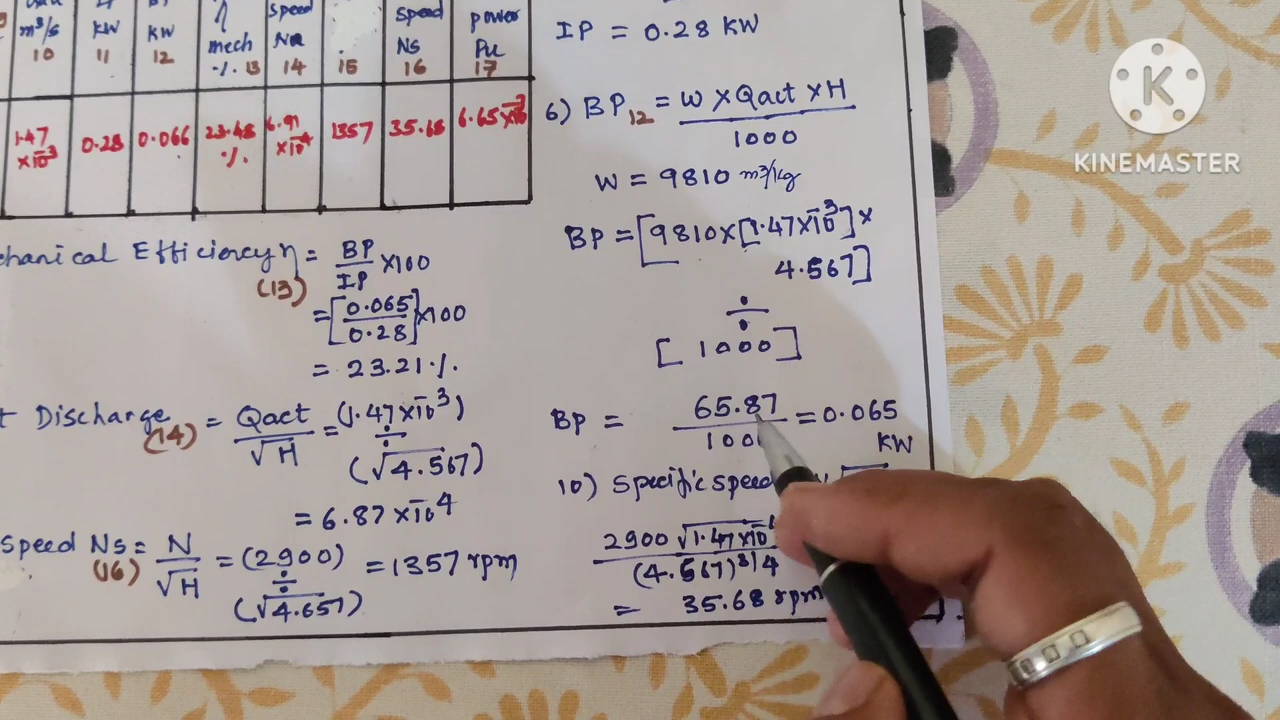 m³/s KW KW η mech Speed Nu Speed Ns power Pu
10 11 12 % 13 14 15 16 17
1.47 ×10⁻³ 0.28 0.066 23.48 % 6.91 ×10⁻⁴ 1357 35.68 6.65×10⁻³
chanical Efficiency η = BP/IP ×100
(13)
= [0.065/0.28] ×100
= 23.21 %
t Discharge = Qact/√H = (1.47×10⁻³) ÷ (√4.567)
(14)
= 6.87 ×10⁻⁴
Speed Ns = N/√H = (2900) ÷ (√4.657) = 1357 rpm
(16)
IP = 0.28 KW
6) BP₁₂ = W × Qact × H / 1000
W = 9810 m³/kg
BP = [9810×[1.47×10⁻³]×
4.567]
÷
[ 1000 ]
BP = 65.87 / 100 = 0.065
KW
10) Specific speed
2900 √1.47×10 / (4.567)^3/4
= 35.68 rpm
KINEMASTER